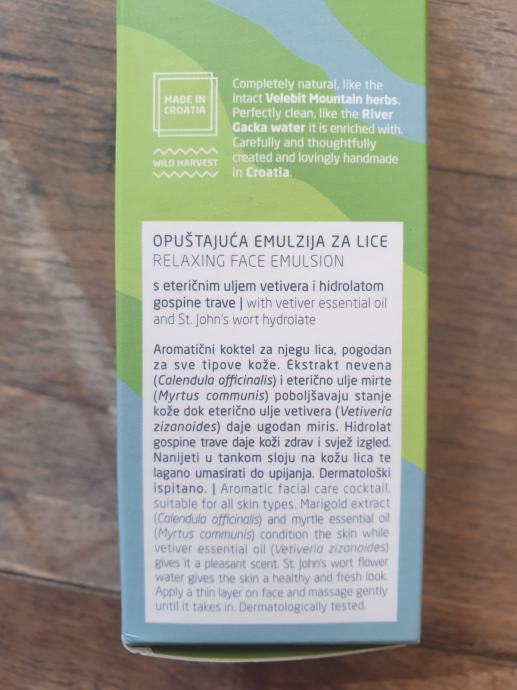 MADE IN
CROATIA
WILD HARVEST
Completely natural, like the
intact Velebit Mountain herbs.
Perfectly clean, like the River
Gacka water it is enriched with.
Carefully and thoughtfully
created and lovingly handmade
in Croatia.
OPUŠTAJUĆA EMULZIJA ZA LICE
RELAXING FACE EMULSION
s eteričnim uljem vetivera i hidrolatom
gospine trave | with vetiver essential oil
and St. John's wort hydrolate
Aromatični koktel za njegu lica, pogodan
za sve tipove kože. Ekstrakt nevena
(Calendula officinalis) i eterično ulje mirte
(Myrtus communis) poboljšavaju stanje
kože dok eterično ulje vetivera (Vetiveria
zizanoides) daje ugodan miris. Hidrolat
gospine trave daje koži zdrav i svjež izgled.
Nanijeti u tankom sloju na kožu lica te
lagano umasirati do upijanja. Dermatološki
ispitano. | Aromatic facial care cocktail,
suitable for all skin types. Marigold extract
(Calendula officinalis) and myrtle essential oil
(Myrtus communis) condition the skin while
vetiver essential oil (Vetiveria zizanoides)
gives it a pleasant scent. St. John's wort flower
water gives the skin a healthy and fresh look.
Apply a thin layer on face and massage gently
until it takes in. Dermatologically tested.